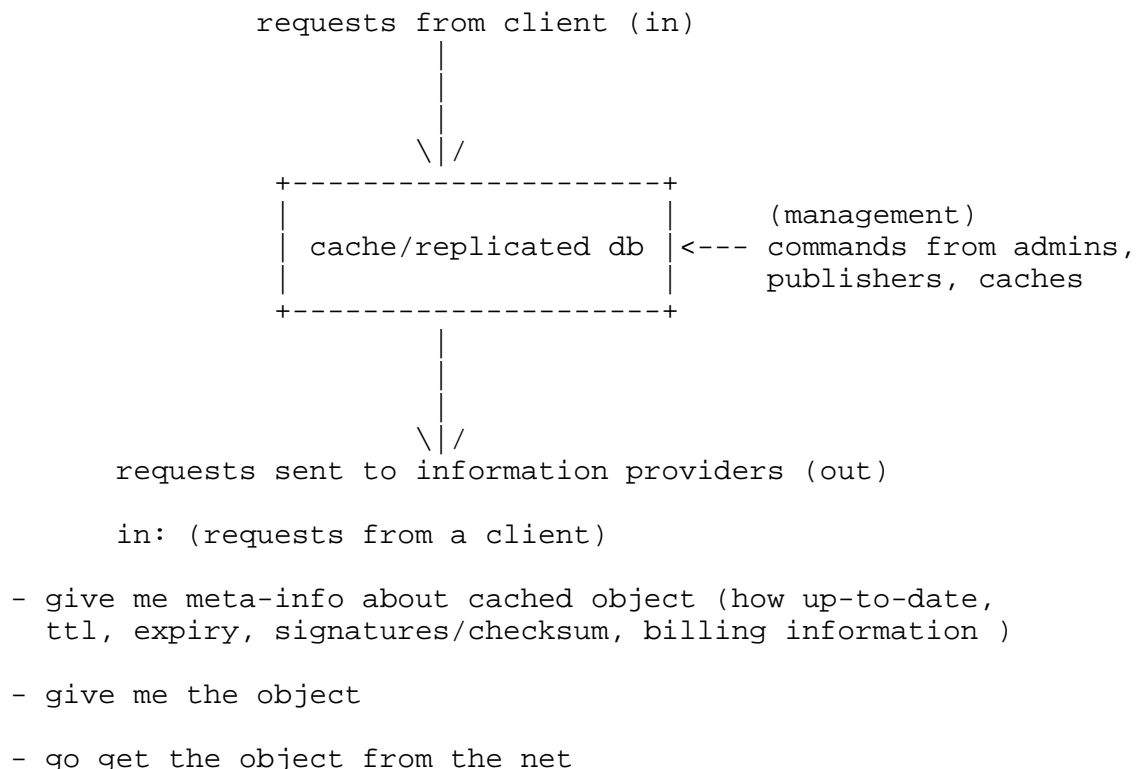 requests from client (in)
(management)
cache/replicated db <--- commands from admins,
publishers, caches
requests sent to information providers (out)
in: (requests from a client)
- give me meta-info about cached object (how up-to-date,
ttl, expiry, signatures/checksum, billing information )
- give me the object
- go get the object from the net